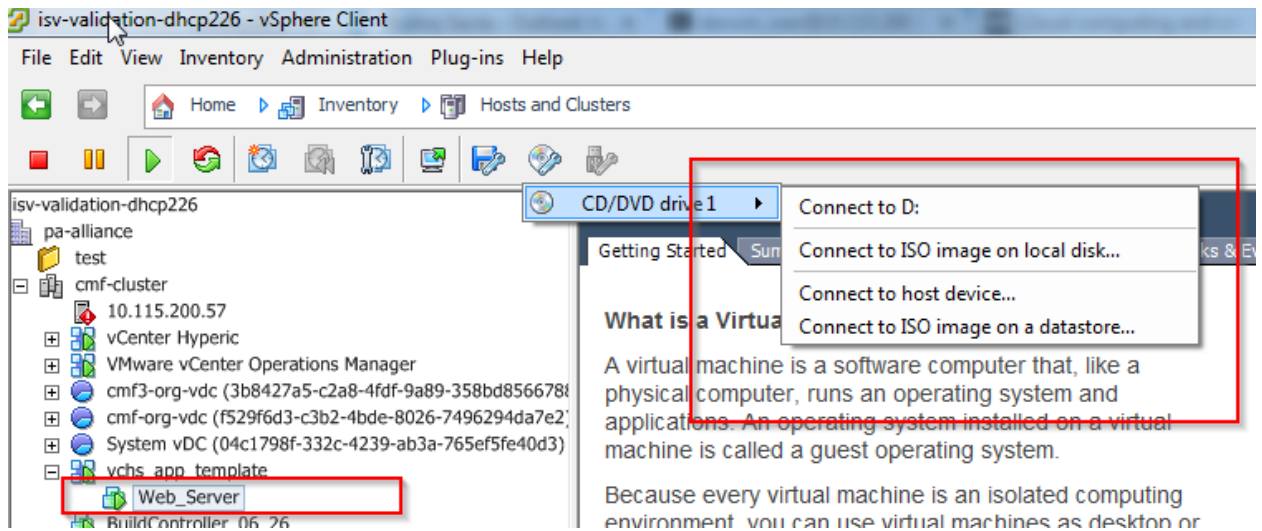 isv-validation-dhcp226 - vSphere Client
File Edit View Inventory Administration Plug-ins Help
Home Inventory Hosts and Clusters
isv-validation-dhcp226
pa-alliance
test
cmf-cluster
10.115.200.57
vCenter Hyperic
VMware vCenter Operations Manager
cmf3-org-vdc (3b8427a5-c2a8-4fdf-9a89-358bd8566788
cmf-org-vdc (f529f6d3-c3b2-4bde-8026-7496294da7e2)
System vDC (04c1798f-332c-4239-ab3a-765ef5fe40d3)
vchs_app_template
Web_Server
BuildController_06_26
CD/DVD drive 1
Connect to D:
Connect to ISO image on local disk...
Connect to host device...
Connect to ISO image on a datastore...
Getting Started Sum ks & Ev
What is a Virtua
A virtual machine is a software computer that, like a
physical computer, runs an operating system and
applications. An operating system installed on a virtual
machine is called a guest operating system.
Because every virtual machine is an isolated computing
environment, you can use virtual machines as desktop or